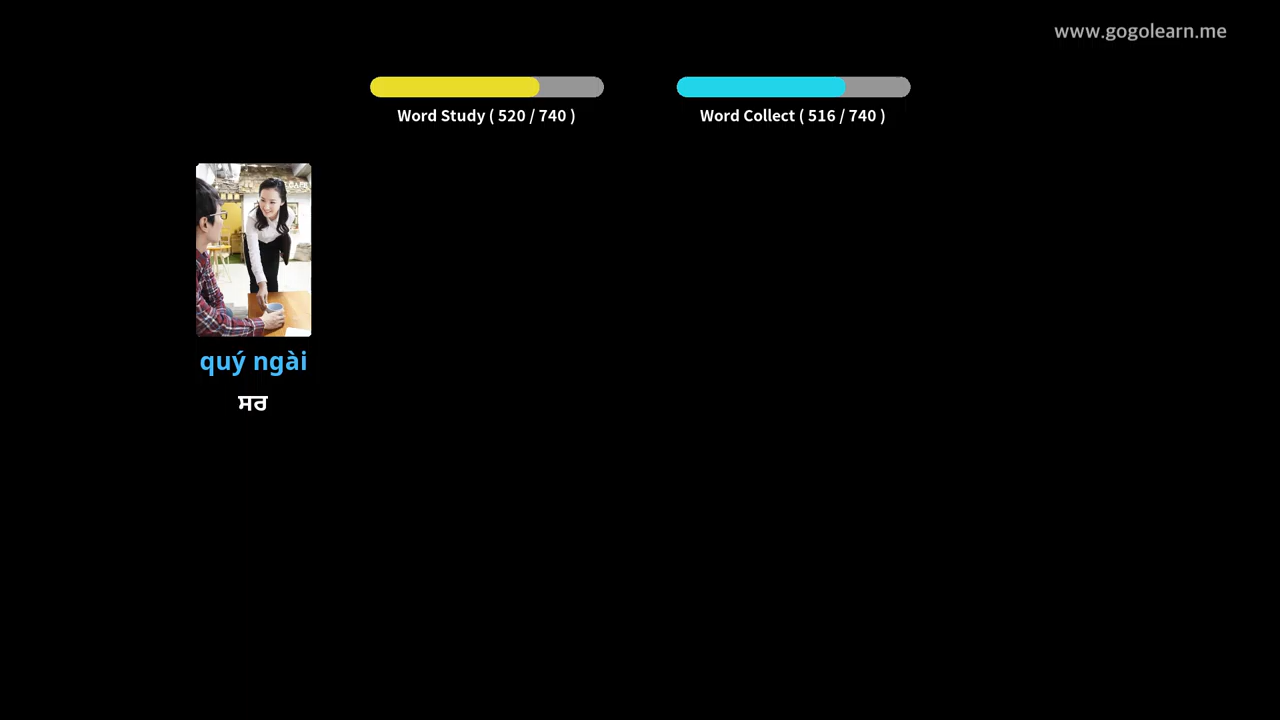 www.gogolearn.me
Word Study ( 520 / 740 )
Word Collect ( 516 / 740 )
quý ngài
ਸਰ